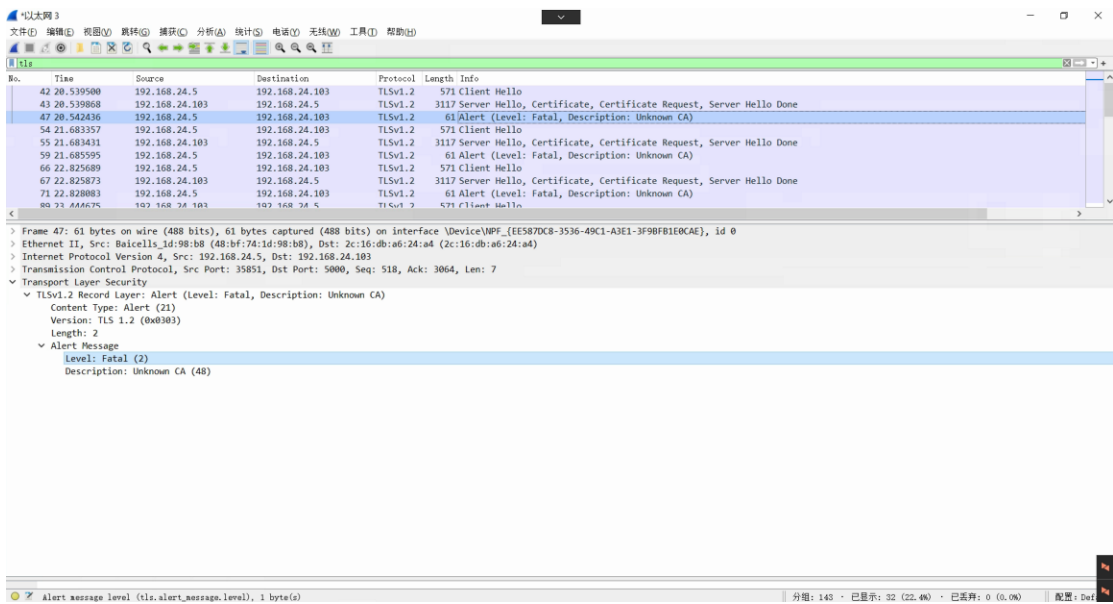 *以太网 3
文件(F) 编辑(E) 视图(V) 跳转(G) 捕获(C) 分析(A) 统计(S) 电话(Y) 无线(W) 工具(T) 帮助(H)
tls
No. Time Source Destination Protocol Length Info
42 20.539500 192.168.24.5 192.168.24.103 TLSv1.2 571 Client Hello
43 20.539868 192.168.24.103 192.168.24.5 TLSv1.2 3117 Server Hello, Certificate, Certificate Request, Server Hello Done
47 20.542436 192.168.24.5 192.168.24.103 TLSv1.2 61 Alert (Level: Fatal, Description: Unknown CA)
54 21.683357 192.168.24.5 192.168.24.103 TLSv1.2 571 Client Hello
55 21.683431 192.168.24.103 192.168.24.5 TLSv1.2 3117 Server Hello, Certificate, Certificate Request, Server Hello Done
59 21.685595 192.168.24.5 192.168.24.103 TLSv1.2 61 Alert (Level: Fatal, Description: Unknown CA)
66 22.825689 192.168.24.5 192.168.24.103 TLSv1.2 571 Client Hello
67 22.825873 192.168.24.103 192.168.24.5 TLSv1.2 3117 Server Hello, Certificate, Certificate Request, Server Hello Done
71 22.828083 192.168.24.5 192.168.24.103 TLSv1.2 61 Alert (Level: Fatal, Description: Unknown CA)
89 23.444675 192.168.24.103 192.168.24.5 TLSv1.2 571 Client Hello
Frame 47: 61 bytes on wire (488 bits), 61 bytes captured (488 bits) on interface \Device\NPF_{EE587DC8-3536-49C1-A3E1-3F9BFB1E0CAE}, id 0
Ethernet II, Src: Baicells_1d:98:b8 (48:bf:74:1d:98:b8), Dst: 2c:16:db:a6:24:a4 (2c:16:db:a6:24:a4)
Internet Protocol Version 4, Src: 192.168.24.5, Dst: 192.168.24.103
Transmission Control Protocol, Src Port: 35851, Dst Port: 5000, Seq: 518, Ack: 3064, Len: 7
Transport Layer Security
TLSv1.2 Record Layer: Alert (Level: Fatal, Description: Unknown CA)
Content Type: Alert (21)
Version: TLS 1.2 (0x0303)
Length: 2
Alert Message
Level: Fatal (2)
Description: Unknown CA (48)
Alert message level (tls.alert_message.level), 1 byte(s) 分组: 143 · 已显示: 32 (22.4%) · 已丢弃: 0 (0.0%) 配置: Def